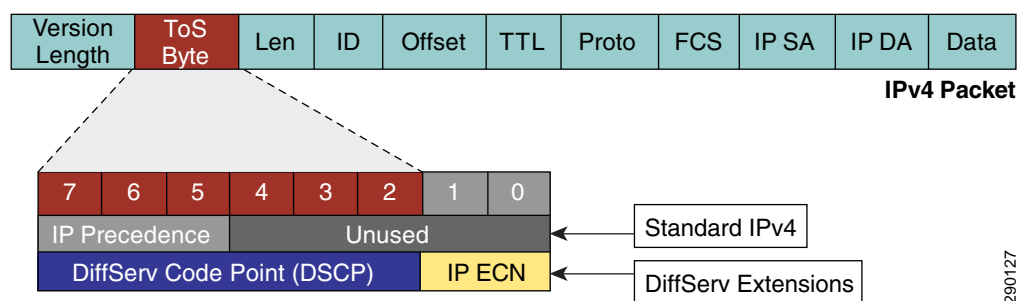 Version Length
ToS Byte
Len
ID
Offset
TTL
Proto
FCS
IP SA
IP DA
Data
IPv4 Packet
7 6 5 4 3 2 1 0
IP Precedence
Unused
Standard IPv4
DiffServ Code Point (DSCP)
IP ECN
DiffServ Extensions
290127